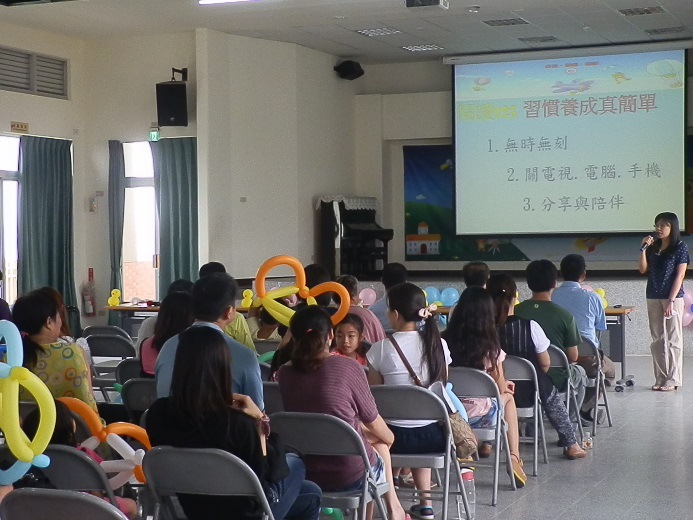 習慣養成真簡單
1. 無時無刻
2. 關電視. 電腦. 手機
3. 分享與陪伴